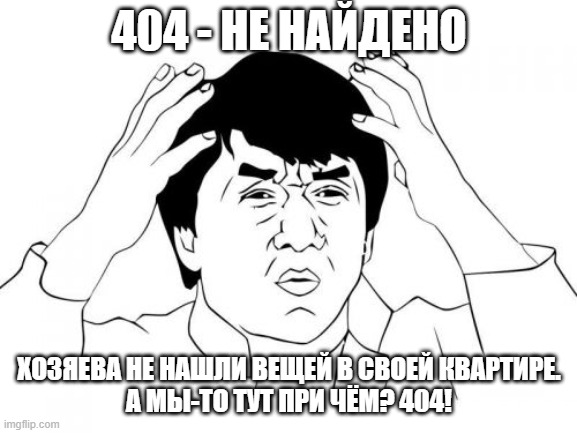 404 - НЕ НАЙДЕНО
ХОЗЯЕВА НЕ НАШЛИ ВЕЩЕЙ В СВОЕЙ КВАРТИРЕ.
А МЫ-ТО ТУТ ПРИ ЧЁМ? 404!
imgflip.com